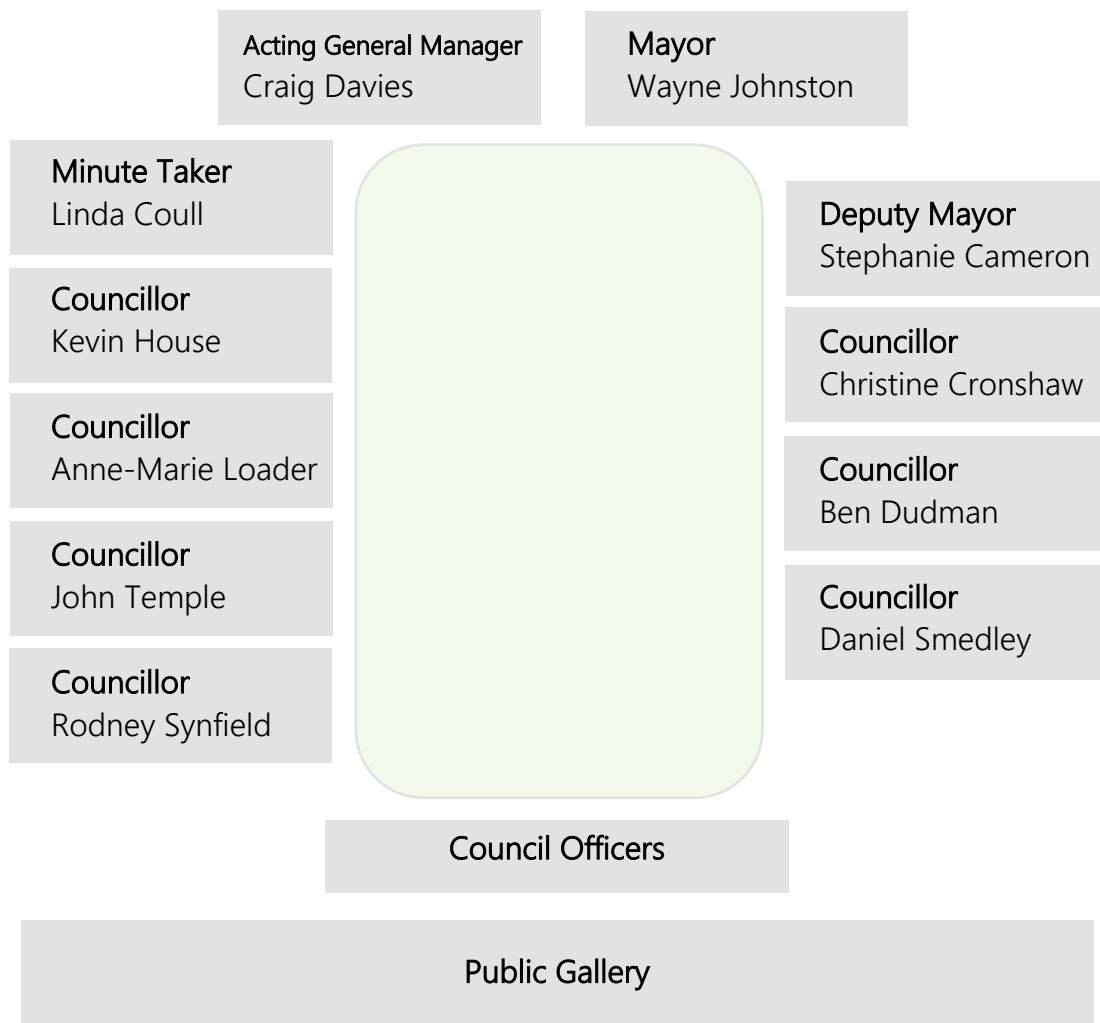 Acting General Manager
Craig Davies
Mayor
Wayne Johnston
Minute Taker
Linda Coull
Councillor
Kevin House
Councillor
Anne-Marie Loader
Councillor
John Temple
Councillor
Rodney Synfield
Deputy Mayor
Stephanie Cameron
Councillor
Christine Cronshaw
Councillor
Ben Dudman
Councillor
Daniel Smedley
Council Officers
Public Gallery